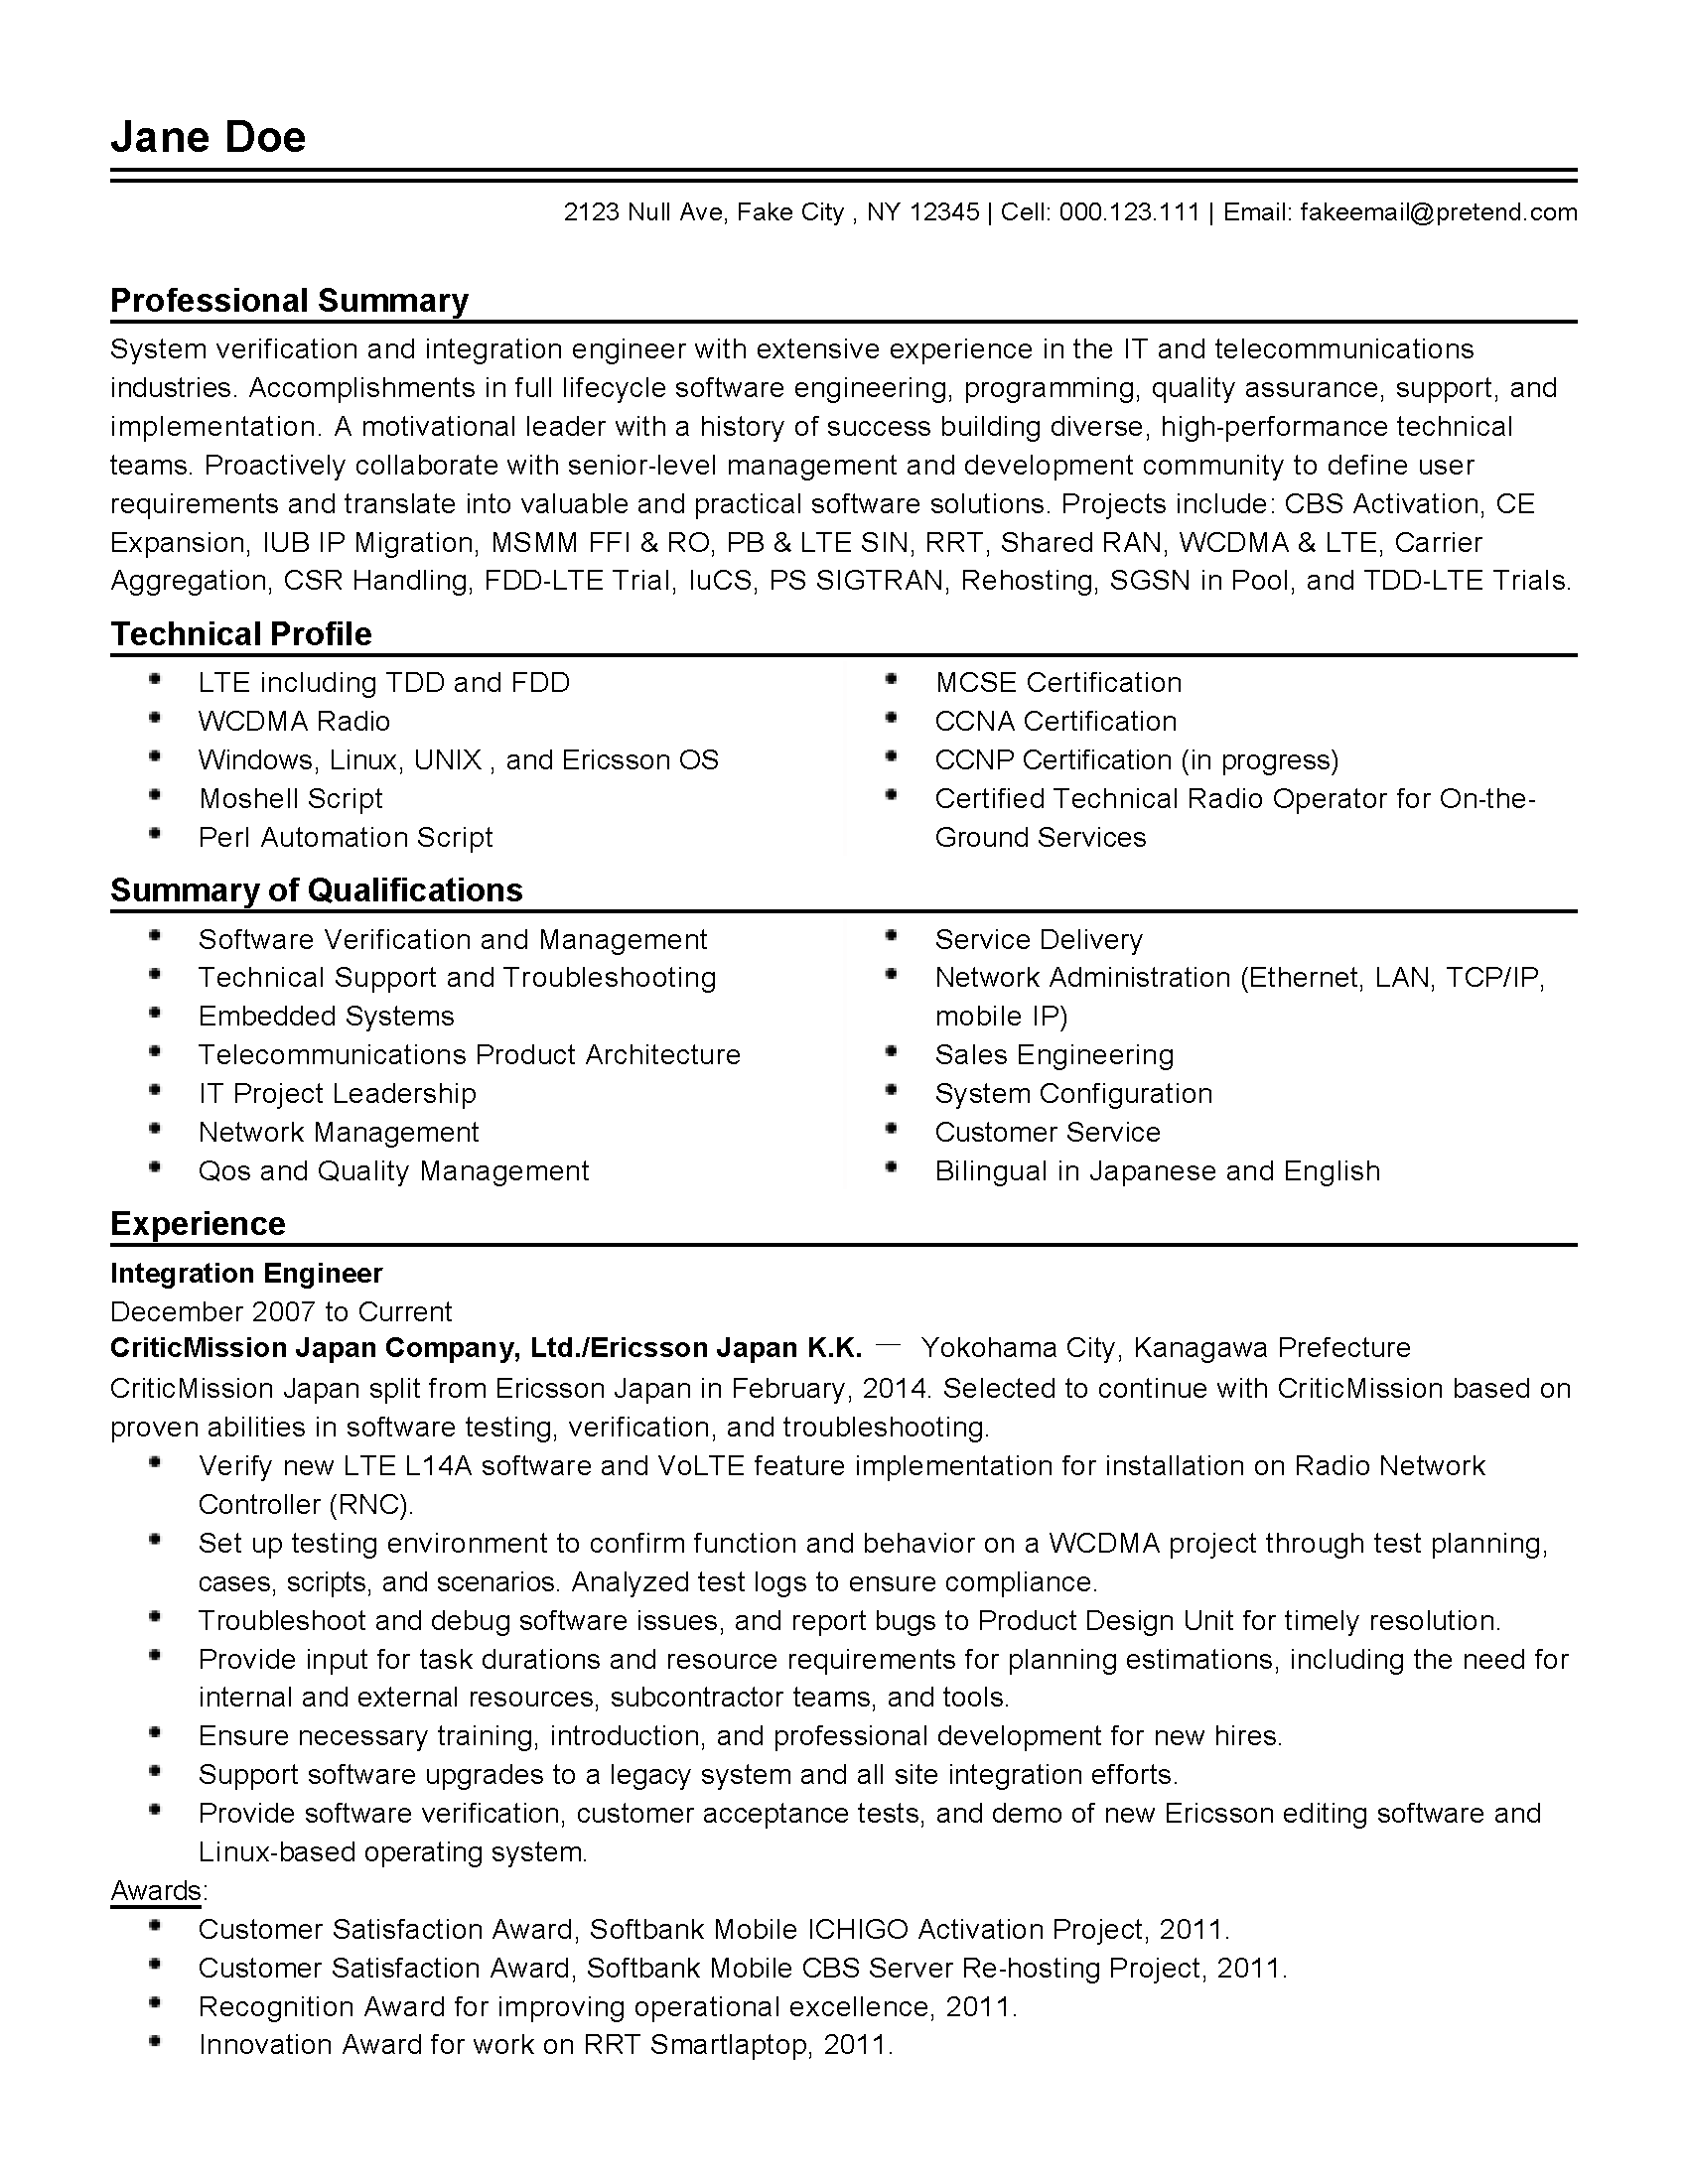 Jane Doe
2123 Null Ave, Fake City , NY 12345 | Cell: 000.123.111 | Email: fakeemail@pretend.com
Professional Summary
System verification and integration engineer with extensive experience in the IT and telecommunications
industries. Accomplishments in full lifecycle software engineering, programming, quality assurance, support, and
implementation. A motivational leader with a history of success building diverse, high-performance technical
teams. Proactively collaborate with senior-level management and development community to define user
requirements and translate into valuable and practical software solutions. Projects include: CBS Activation, CE
Expansion, IUB IP Migration, MSMM FFI & RO, PB & LTE SIN, RRT, Shared RAN, WCDMA & LTE, Carrier
Aggregation, CSR Handling, FDD-LTE Trial, IuCS, PS SIGTRAN, Rehosting, SGSN in Pool, and TDD-LTE Trials.
Technical Profile
• LTE including TDD and FDD
• WCDMA Radio
• Windows, Linux, UNIX , and Ericsson OS
• Moshell Script
• Perl Automation Script
• MCSE Certification
• CCNA Certification
• CCNP Certification (in progress)
• Certified Technical Radio Operator for On-the-
Ground Services
Summary of Qualifications
• Software Verification and Management
• Technical Support and Troubleshooting
• Embedded Systems
• Telecommunications Product Architecture
• IT Project Leadership
• Network Management
• Qos and Quality Management
• Service Delivery
• Network Administration (Ethernet, LAN, TCP/IP,
mobile IP)
• Sales Engineering
• System Configuration
• Customer Service
• Bilingual in Japanese and English
Experience
Integration Engineer
December 2007 to Current
CriticMission Japan Company, Ltd./Ericsson Japan K.K. — Yokohama City, Kanagawa Prefecture
CriticMission Japan split from Ericsson Japan in February, 2014. Selected to continue with CriticMission based on
proven abilities in software testing, verification, and troubleshooting.
• Verify new LTE L14A software and VoLTE feature implementation for installation on Radio Network
Controller (RNC).
• Set up testing environment to confirm function and behavior on a WCDMA project through test planning,
cases, scripts, and scenarios. Analyzed test logs to ensure compliance.
• Troubleshoot and debug software issues, and report bugs to Product Design Unit for timely resolution.
• Provide input for task durations and resource requirements for planning estimations, including the need for
internal and external resources, subcontractor teams, and tools.
• Ensure necessary training, introduction, and professional development for new hires.
• Support software upgrades to a legacy system and all site integration efforts.
• Provide software verification, customer acceptance tests, and demo of new Ericsson editing software and
Linux-based operating system.
Awards:
• Customer Satisfaction Award, Softbank Mobile ICHIGO Activation Project, 2011.
• Customer Satisfaction Award, Softbank Mobile CBS Server Re-hosting Project, 2011.
• Recognition Award for improving operational excellence, 2011.
• Innovation Award for work on RRT Smartlaptop, 2011.